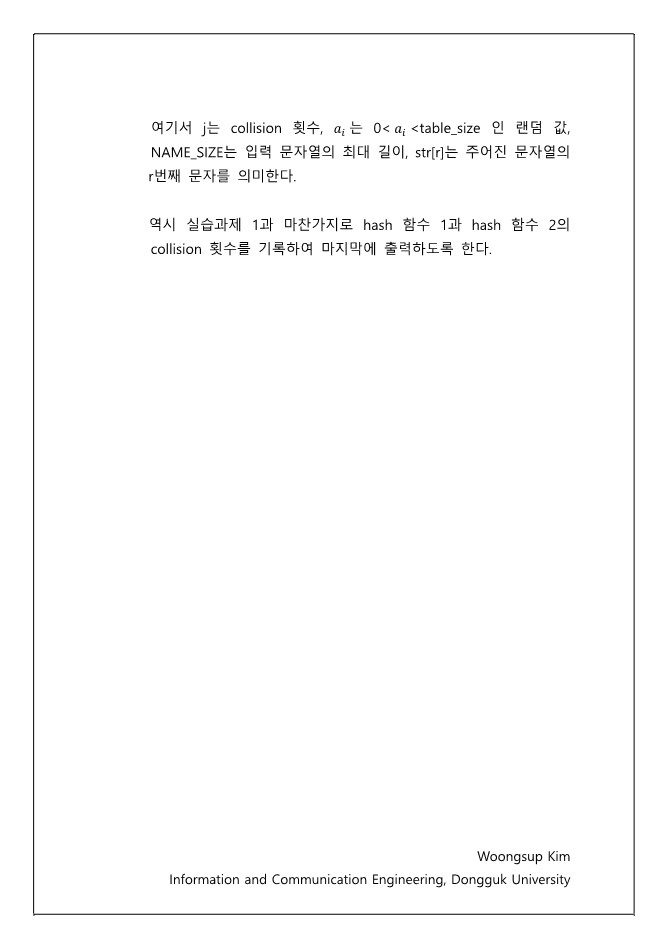 여기서 j는 collision 횟수, 𝑎𝑖 는 0< 𝑎𝑖 <table_size 인 랜덤 값,
NAME_SIZE는 입력 문자열의 최대 길이, str[r]는 주어진 문자열의
r번째 문자를 의미한다.
역시 실습과제 1과 마찬가지로 hash 함수 1과 hash 함수 2의
collision 횟수를 기록하여 마지막에 출력하도록 한다.
Woongsup Kim
Information and Communication Engineering, Dongguk University